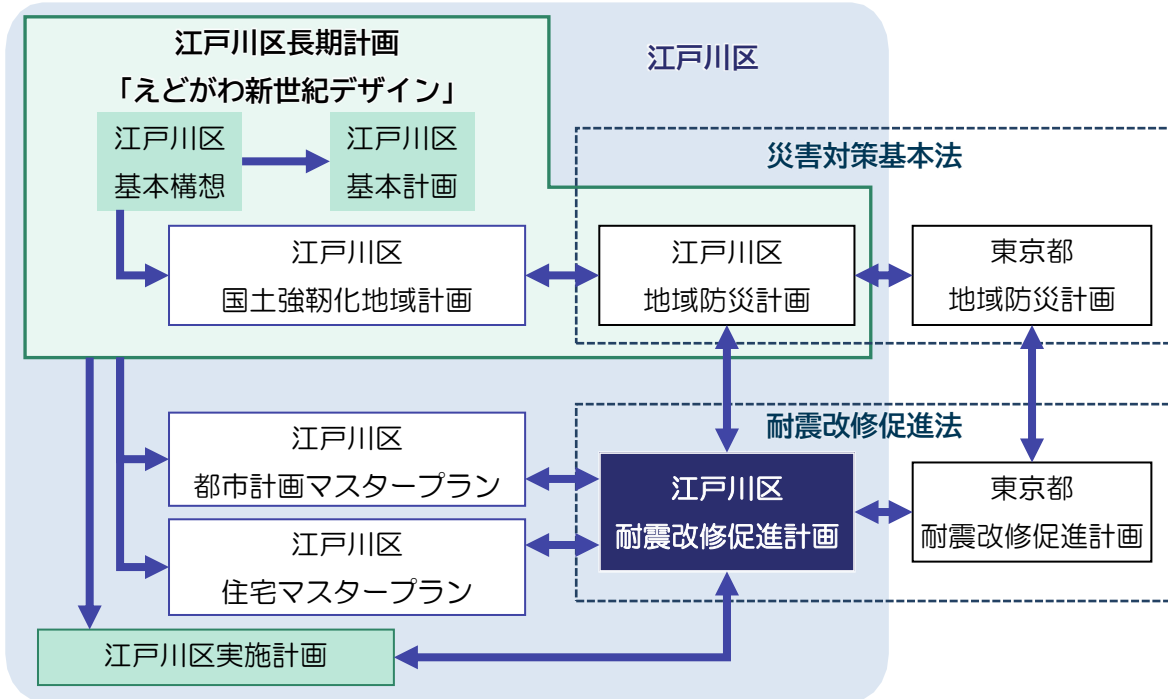 江戸川区長期計画
「えどがわ新世紀デザイン」
江戸川区
江戸川区
基本構想
江戸川区
基本計画
災害対策基本法
江戸川区
国土強靭化地域計画
江戸川区
地域防災計画
東京都
地域防災計画
耐震改修促進法
江戸川区
都市計画マスタープラン
江戸川区
耐震改修促進計画
東京都
耐震改修促進計画
江戸川区
住宅マスタープラン
江戸川区実施計画